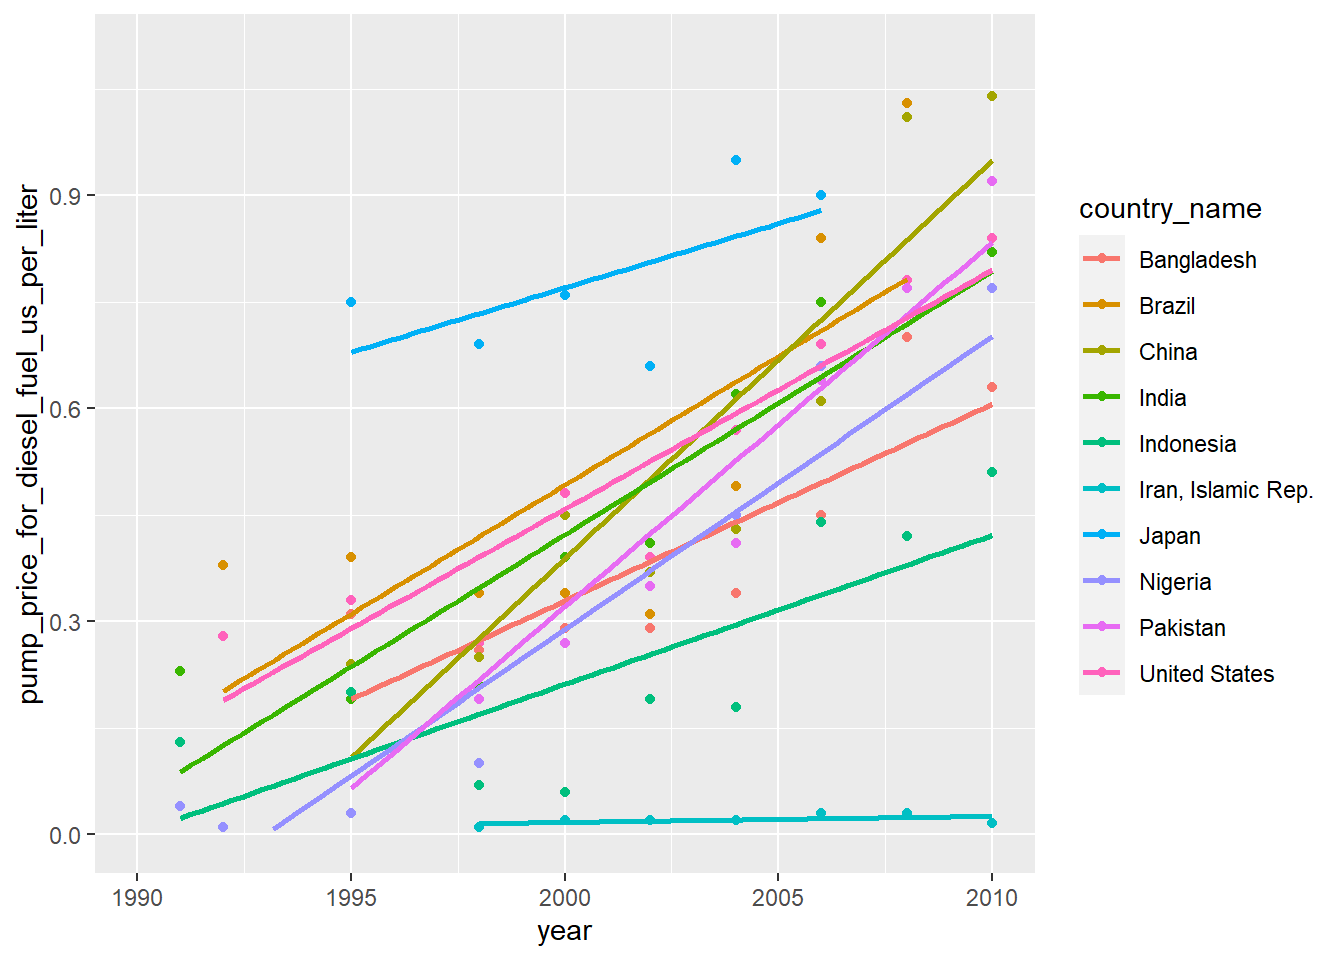 pump_price_for_diesel_fuel_us_per_liter
0.9
0.6
0.3
0.0
1990 1995 2000 2005 2010
year
country_name
Bangladesh
Brazil
China
India
Indonesia
Iran, Islamic Rep.
Japan
Nigeria
Pakistan
United States